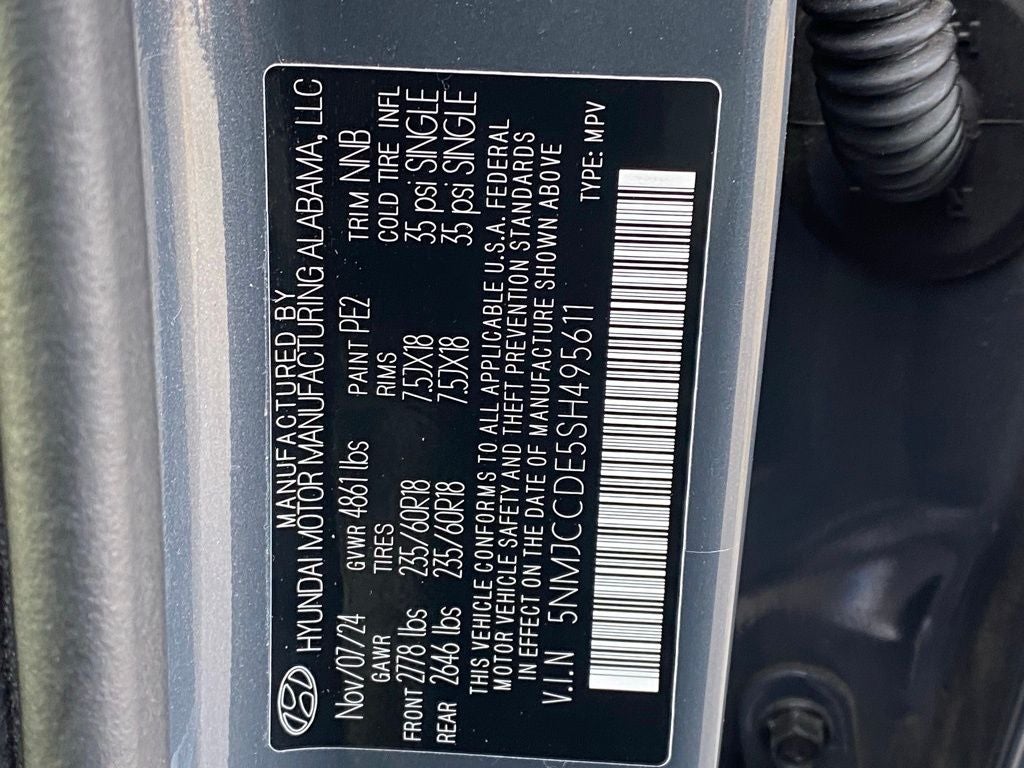 MANUFACTURED BY
HYUNDAI MOTOR MANUFACTURING ALABAMA, LLC
Nov/07/24 GVWR 4861 lbs PAINT PE2 TRIM NNB
GAWR TIRES RIMS COLD TIRE INFL
FRONT 2778 lbs 235/60R18 7.5JX18 35 psi SINGLE
REAR 2646 lbs 235/60R18 7.5JX18 35 psi SINGLE
THIS VEHICLE CONFORMS TO ALL APPLICABLE U.S.A. FEDERAL
MOTOR VEHICLE SAFETY AND THEFT PREVENTION STANDARDS
IN EFFECT ON THE DATE OF MANUFACTURE SHOWN ABOVE
V.I.N 5NMJCCDE5SH495611 TYPE: MPV